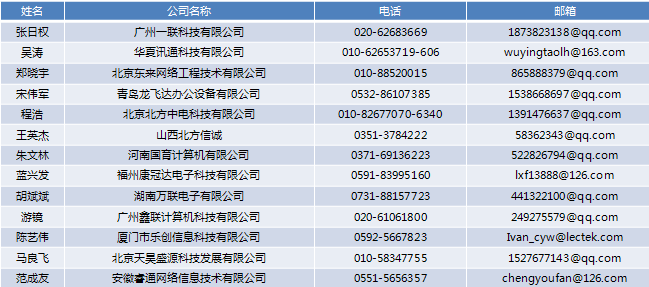 姓名 公司名称 电话 邮箱
张日权 广州一联科技有限公司 020-62683669 1873823138@qq.com
吴涛 华夏讯通科技有限公司 010-62653719-606 wuyingtaolh@163.com
郑晓宇 北京东来网络工程技术有限公司 010-88520015 865888379@qq.com
宋伟军 青岛龙飞达办公设备有限公司 0532-86107385 1538668697@qq.com
程浩 北京北方中电科技有限公司 010-82677070-6340 1391476637@qq.com
王英杰 山西北方信诚 0351-3784222 58362343@qq.com
朱文林 河南国育计算机有限公司 0371-69136223 522826794@qq.com
蓝兴发 福州康冠达电子科技有限公司 0591-83995160 lxf13888@126.com
胡斌斌 湖南万联电子有限公司 0731-88157723 441322100@qq.com
游镜 广州鑫联计算机科技有限公司 020-61061800 249275579@qq.com
陈艺伟 厦门市乐创信息科技有限公司 0592-5667823 Ivan_cyw@lectek.com
马良飞 北京天昊盛源科技发展有限公司 010-58347755 1527677143@qq.com
范成友 安徽睿通网络信息技术有限公司 0551-5656357 chengyoufan@126.com